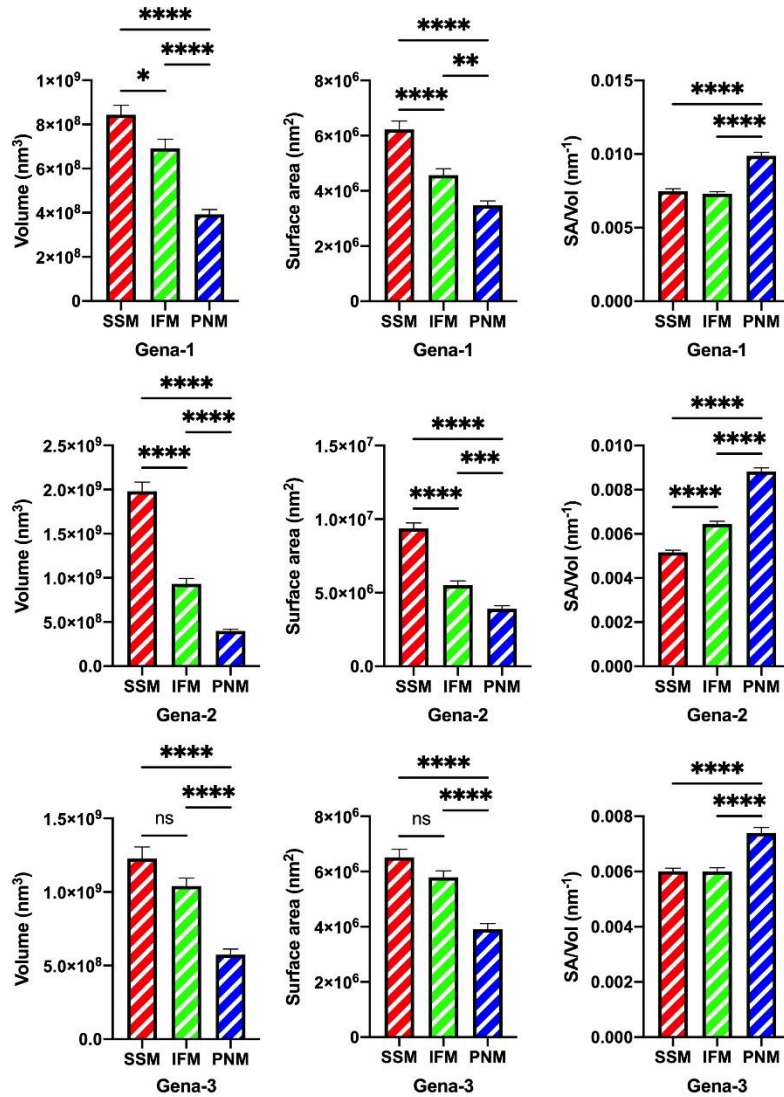 ****
****
*
1×10⁹
8×10⁸
6×10⁸
4×10⁸
2×10⁸
0
Volume (nm³)
SSM IFM PNM
Gena-1
****
**
****
8×10⁶
6×10⁶
4×10⁶
2×10⁶
0
Surface area (nm²)
SSM IFM PNM
Gena-1
****
****
0.015
0.010
0.005
0.000
SA/Vol (nm⁻¹)
SSM IFM PNM
Gena-1
****
****
****
2.5×10⁹
2.0×10⁹
1.5×10⁹
1.0×10⁹
5.0×10⁸
0.0
Volume (nm³)
SSM IFM PNM
Gena-2
****
***
****
1.5×10⁷
1.0×10⁷
5.0×10⁶
0.0
Surface area (nm²)
SSM IFM PNM
Gena-2
****
****
****
0.010
0.008
0.006
0.004
0.002
0.000
SA/Vol (nm⁻¹)
SSM IFM PNM
Gena-2
****
****
ns
1.5×10⁹
1.0×10⁹
5.0×10⁸
0.0
Volume (nm³)
SSM IFM PNM
Gena-3
****
****
ns
8×10⁶
6×10⁶
4×10⁶
2×10⁶
0
Surface area (nm²)
SSM IFM PNM
Gena-3
****
****
0.008
0.006
0.004
0.002
0.000
SA/Vol (nm⁻¹)
SSM IFM PNM
Gena-3